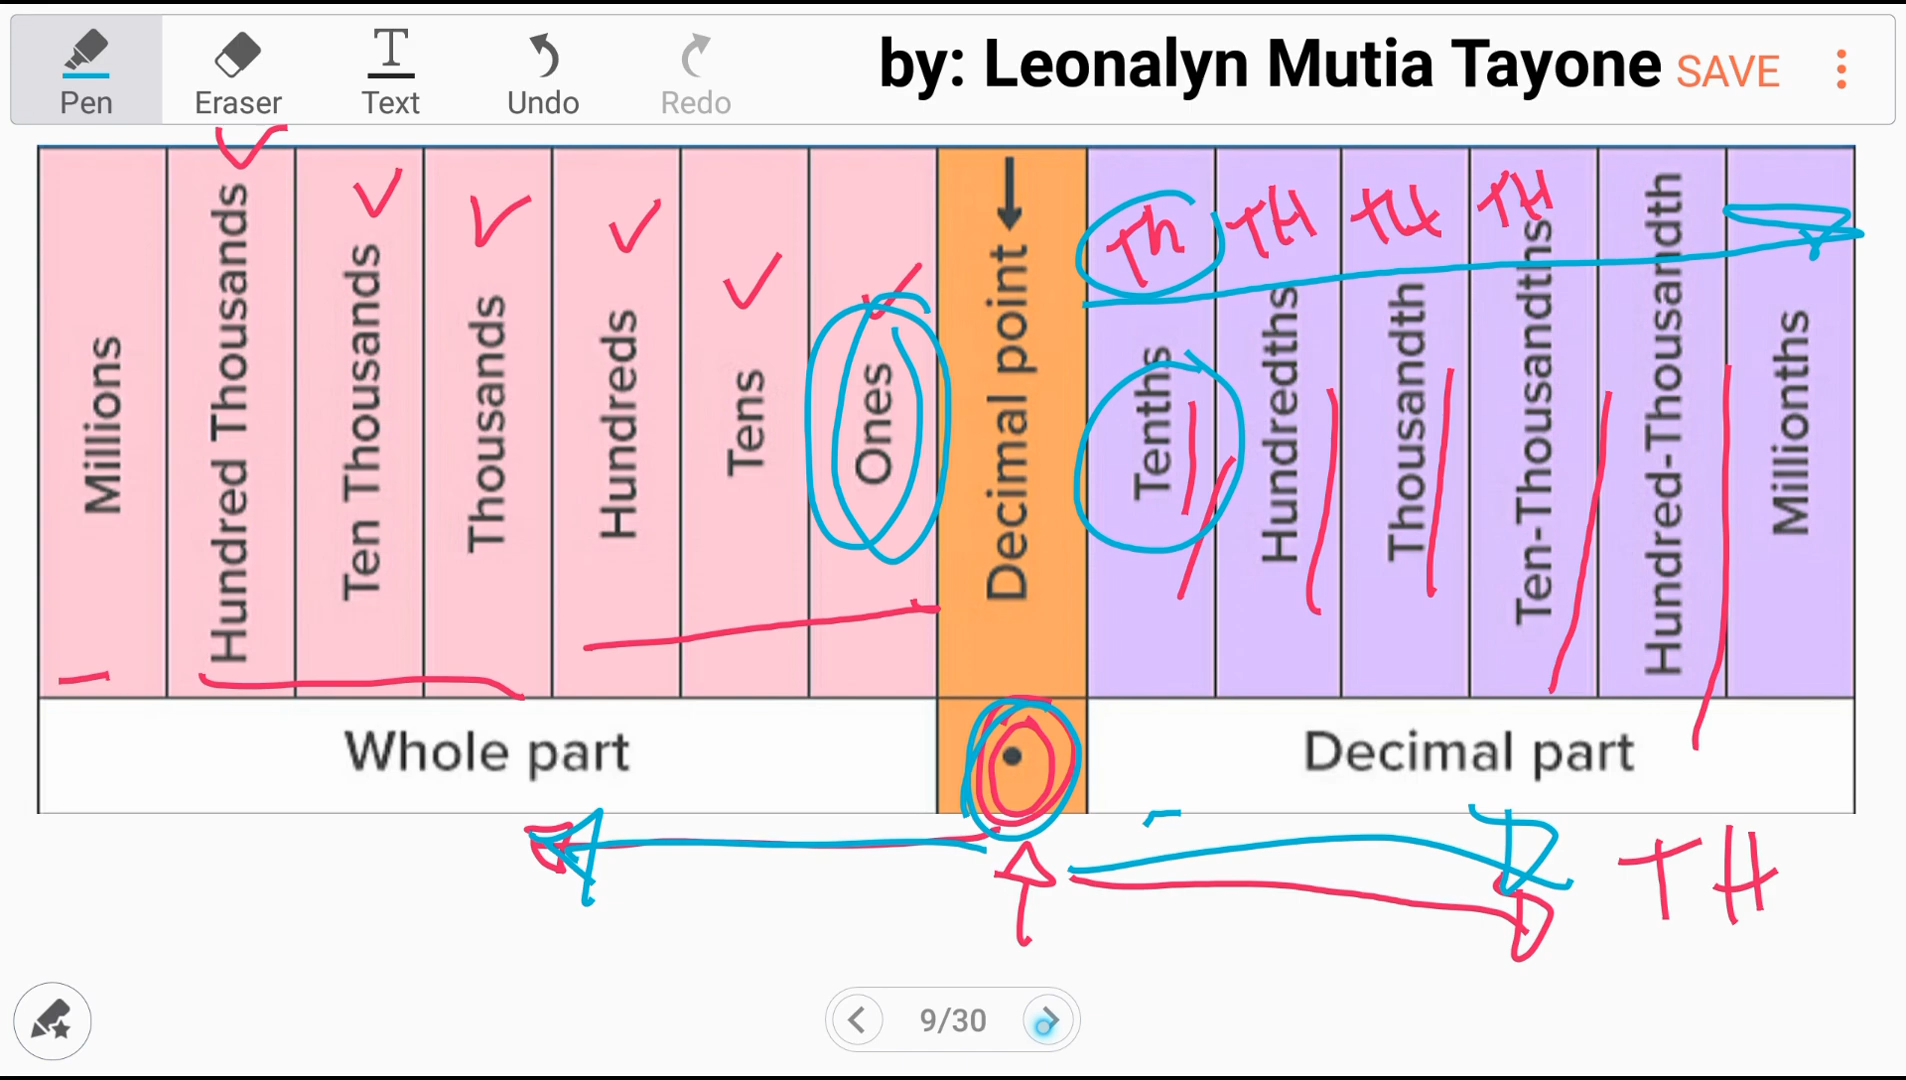 Pen
Eraser
Text
Undo
Redo
by: Leonalyn Mutia Tayone
SAVE
Millions
Hundred Thousands
Ten Thousands
Thousands
Hundreds
Tens
Ones
Decimal point
Tenths
Hundredths
Thousandth
Ten-Thousandths
Hundred-Thousandth
Millionths
Th
TH
TH
TH
Whole part
Decimal part
TH
9/30